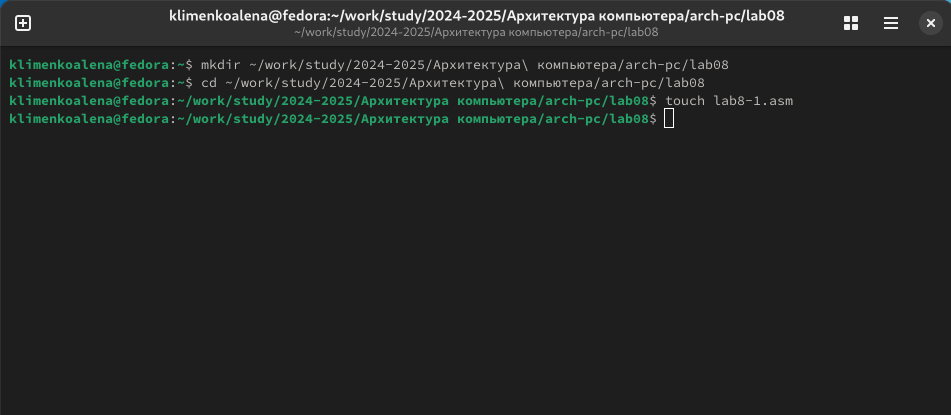 klimenkoalena@fedora:~/work/study/2024-2025/Архитектура компьютера/arch-pc/lab08
~/work/study/2024-2025/Архитектура компьютера/arch-pc/lab08
klimenkoalena@fedora:~$ mkdir ~/work/study/2024-2025/Архитектура\ компьютера/arch-pc/lab08
klimenkoalena@fedora:~$ cd ~/work/study/2024-2025/Архитектура\ компьютера/arch-pc/lab08
klimenkoalena@fedora:~/work/study/2024-2025/Архитектура компьютера/arch-pc/lab08$ touch lab8-1.asm
klimenkoalena@fedora:~/work/study/2024-2025/Архитектура компьютера/arch-pc/lab08$